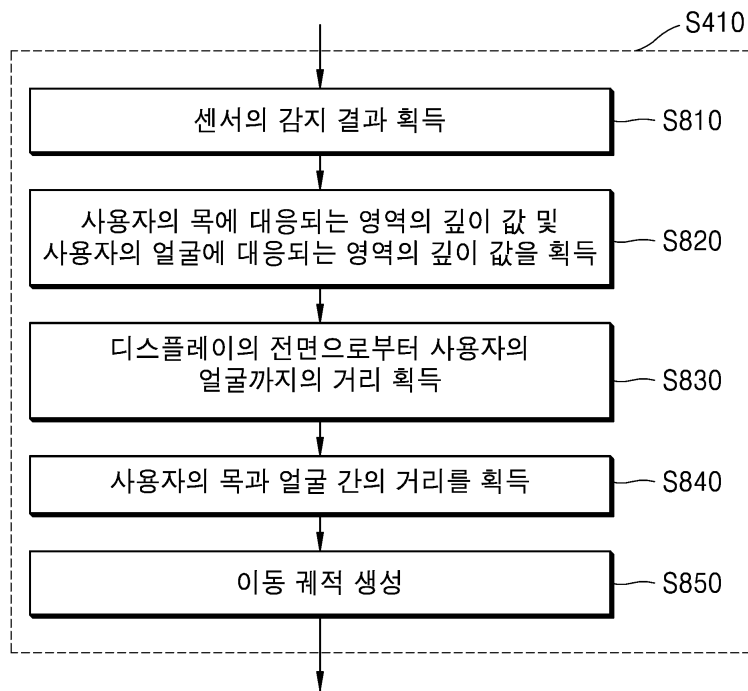 S410
센서의 감지 결과 획득
S810
사용자의 목에 대응되는 영역의 깊이 값 및
사용자의 얼굴에 대응되는 영역의 깊이 값을 획득
S820
디스플레이의 전면으로부터 사용자의
얼굴까지의 거리 획득
S830
사용자의 목과 얼굴 간의 거리를 획득
S840
이동 궤적 생성
S850